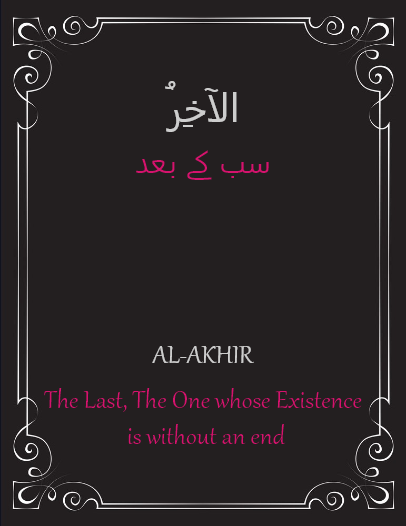 الآخِرُ
سب کے بعد
AL-AKHIR
The Last, The One whose Existence
is without an end